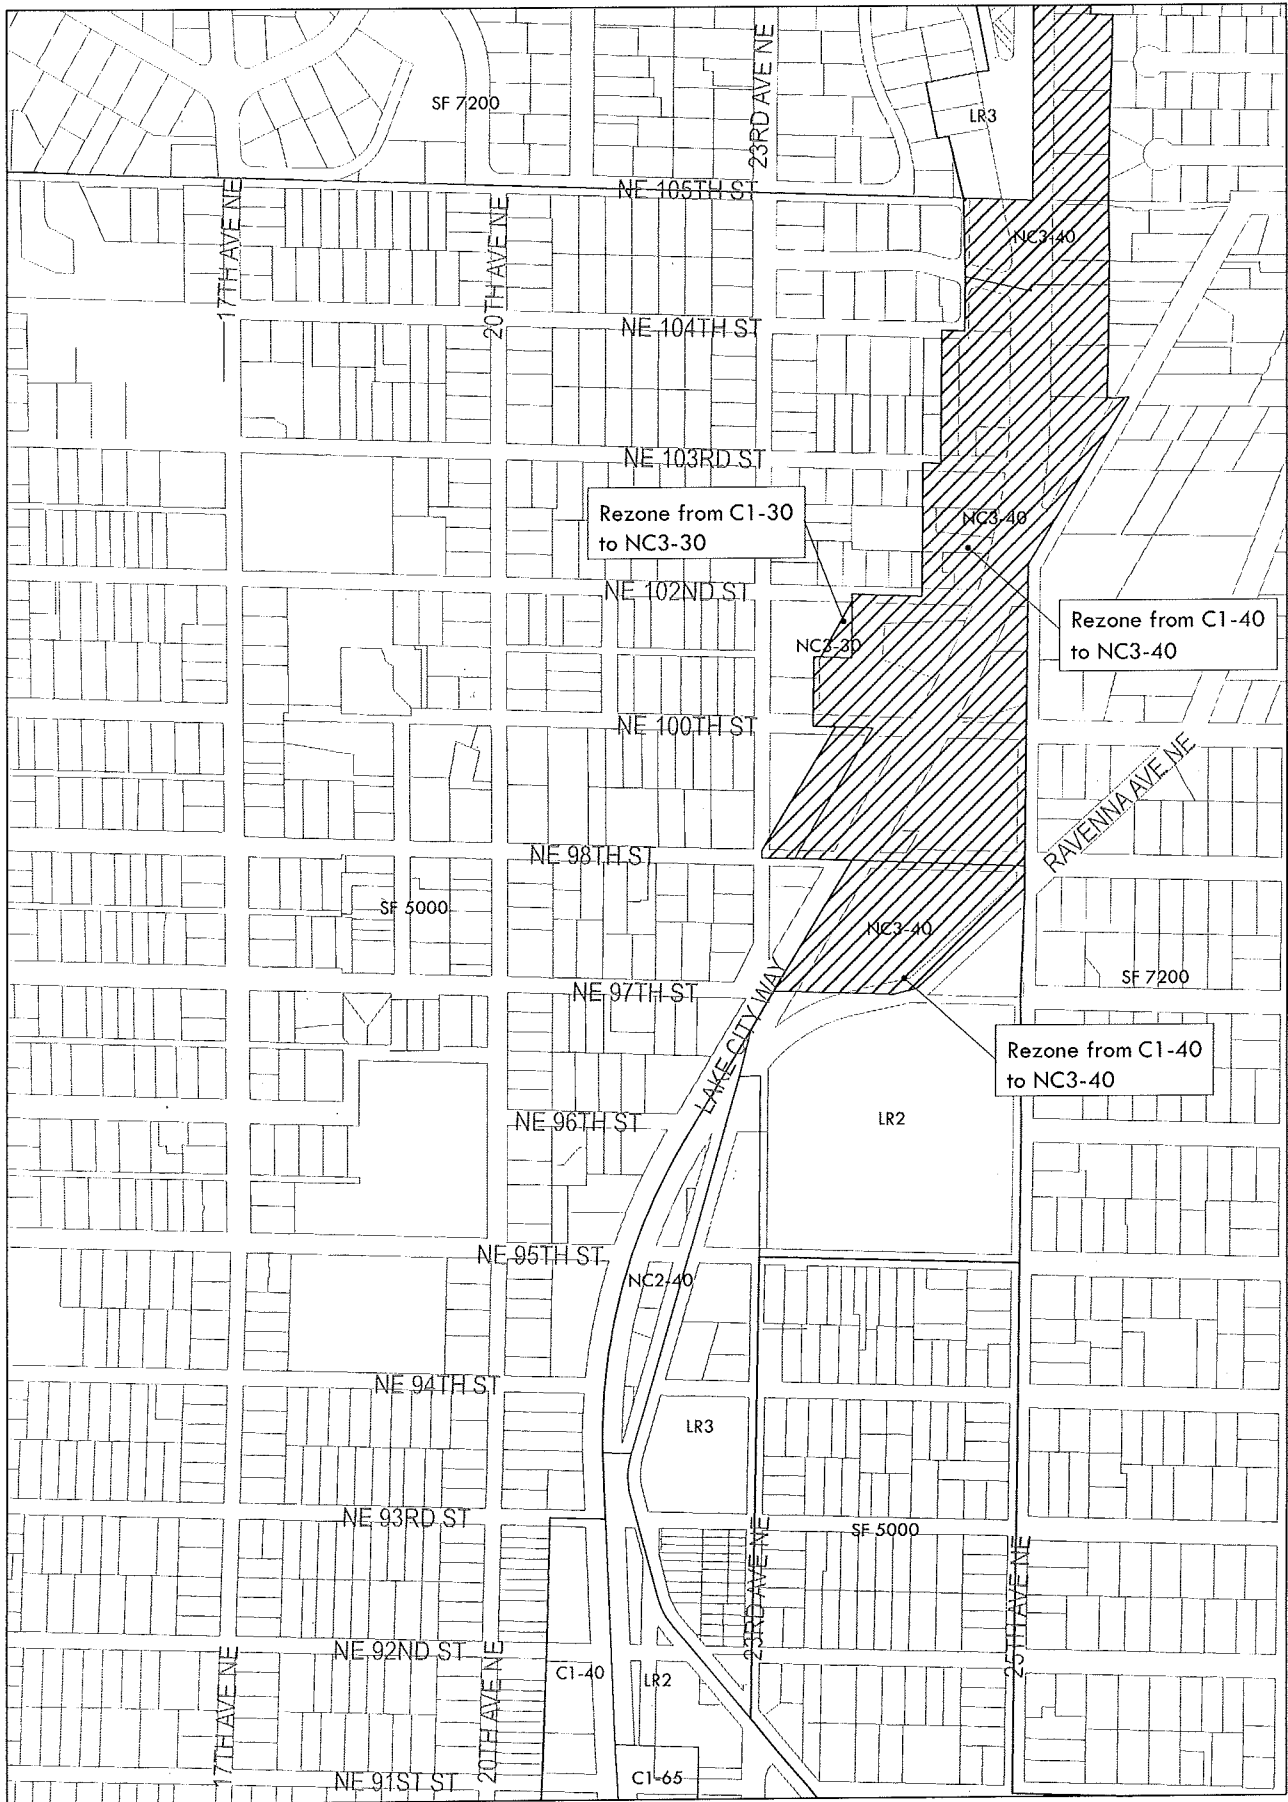 SF 7200
23RD AVE NE
LR3
NE 105TH ST
17TH AVE NE
20TH AVE NE
NC3-40
NE 104TH ST
NE 103RD ST
Rezone from C1-30
to NC3-30
NC3-40
NE 102ND ST
Rezone from C1-40
to NC3-40
NC3-30
NE 100TH ST
RAVENNA AVE NE
NE 98TH ST
SF 5000
NC3-40
SF 7200
NE 97TH ST
LAKE CITY WAY
Rezone from C1-40
to NC3-40
NE 96TH ST
LR2
NE 95TH ST
NC2-40
NE 94TH ST
LR3
NE 93RD ST
SF 5000
23RD AVE NE
25TH AVE NE
NE 92ND ST
17TH AVE NE
20TH AVE NE
C1-40
LR2
NE 91ST ST
C1-65